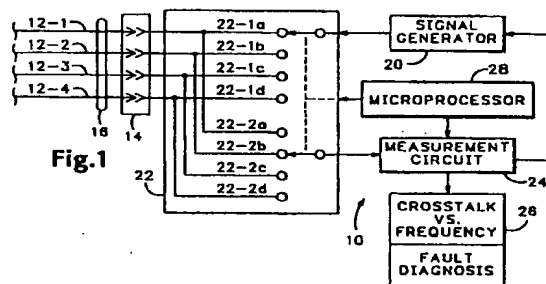 12-1
12-2
12-3
12-4
16
14
Fig.1
22-1a
22-1b
22-1c
22-1d
22-2a
22-2b
22-2c
22-2d
22
SIGNAL
GENERATOR
20
28
MICROPROCESSOR
MEASUREMENT
CIRCUIT
24
10
CROSSTALK
VS.
FREQUENCY
26
FAULT
DIAGNOSIS